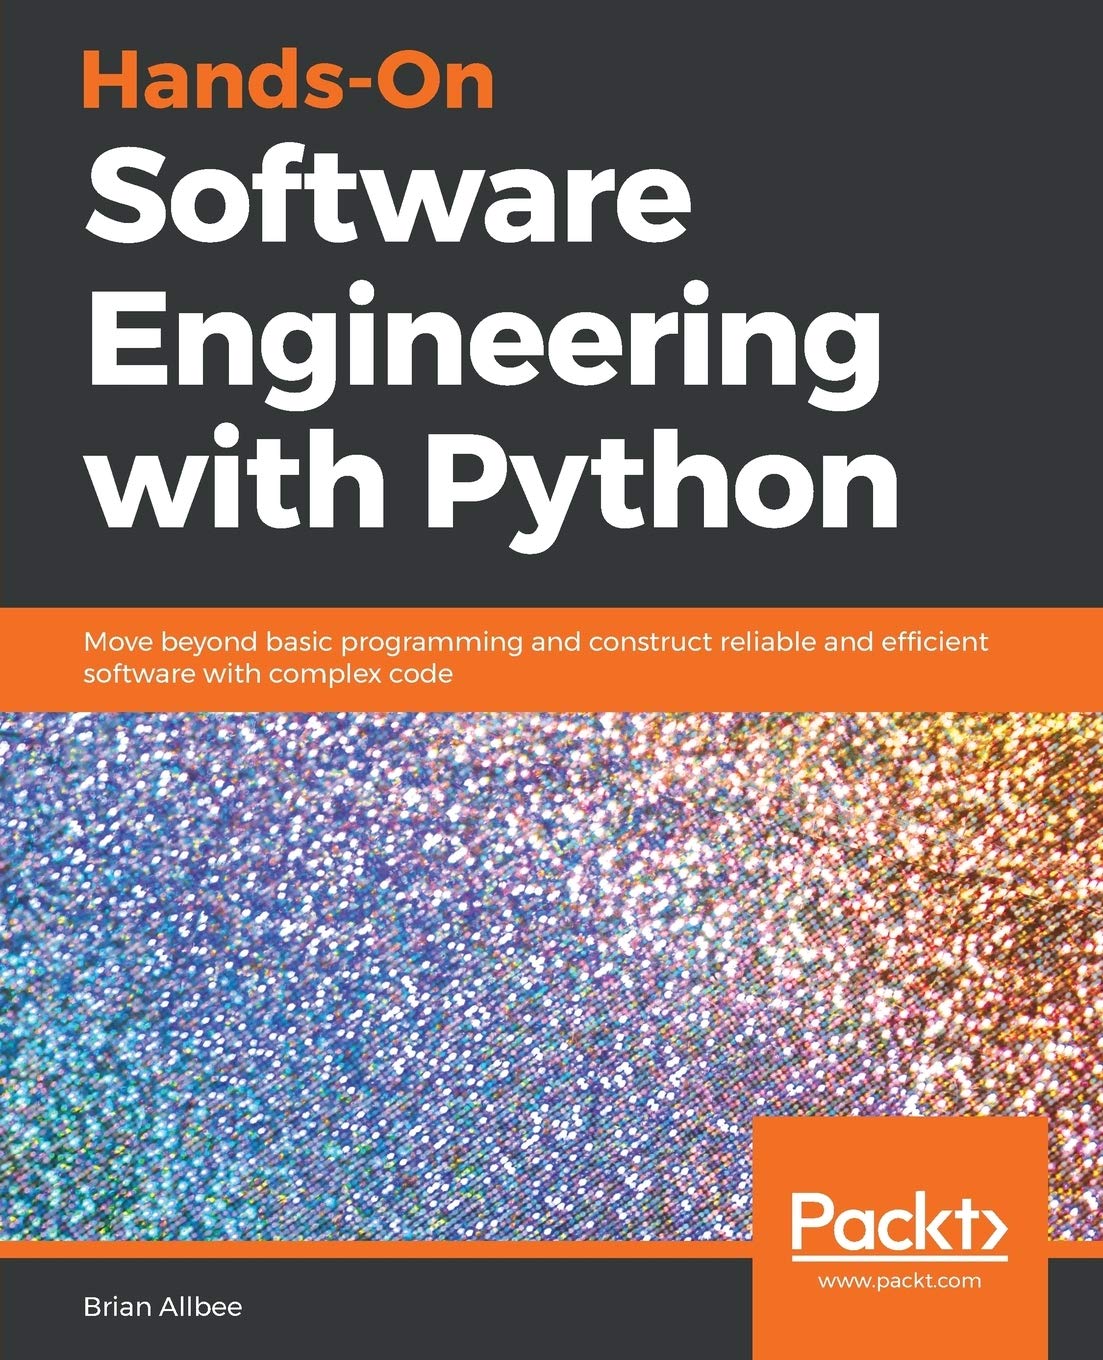 Hands-On
Software
Engineering
with Python
Move beyond basic programming and construct reliable and efficient
software with complex code
Packt>
www.packt.com
Brian Allbee